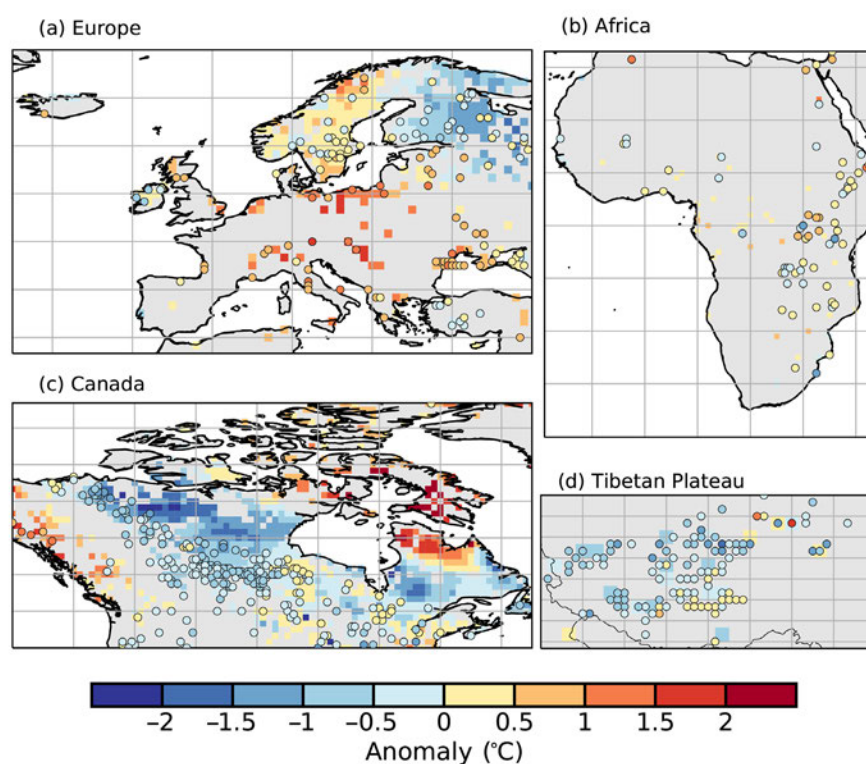 (a) Europe
(b) Africa
(c) Canada
(d) Tibetan Plateau
−2 −1.5 −1 −0.5 0 0.5 1 1.5 2
Anomaly (°C)